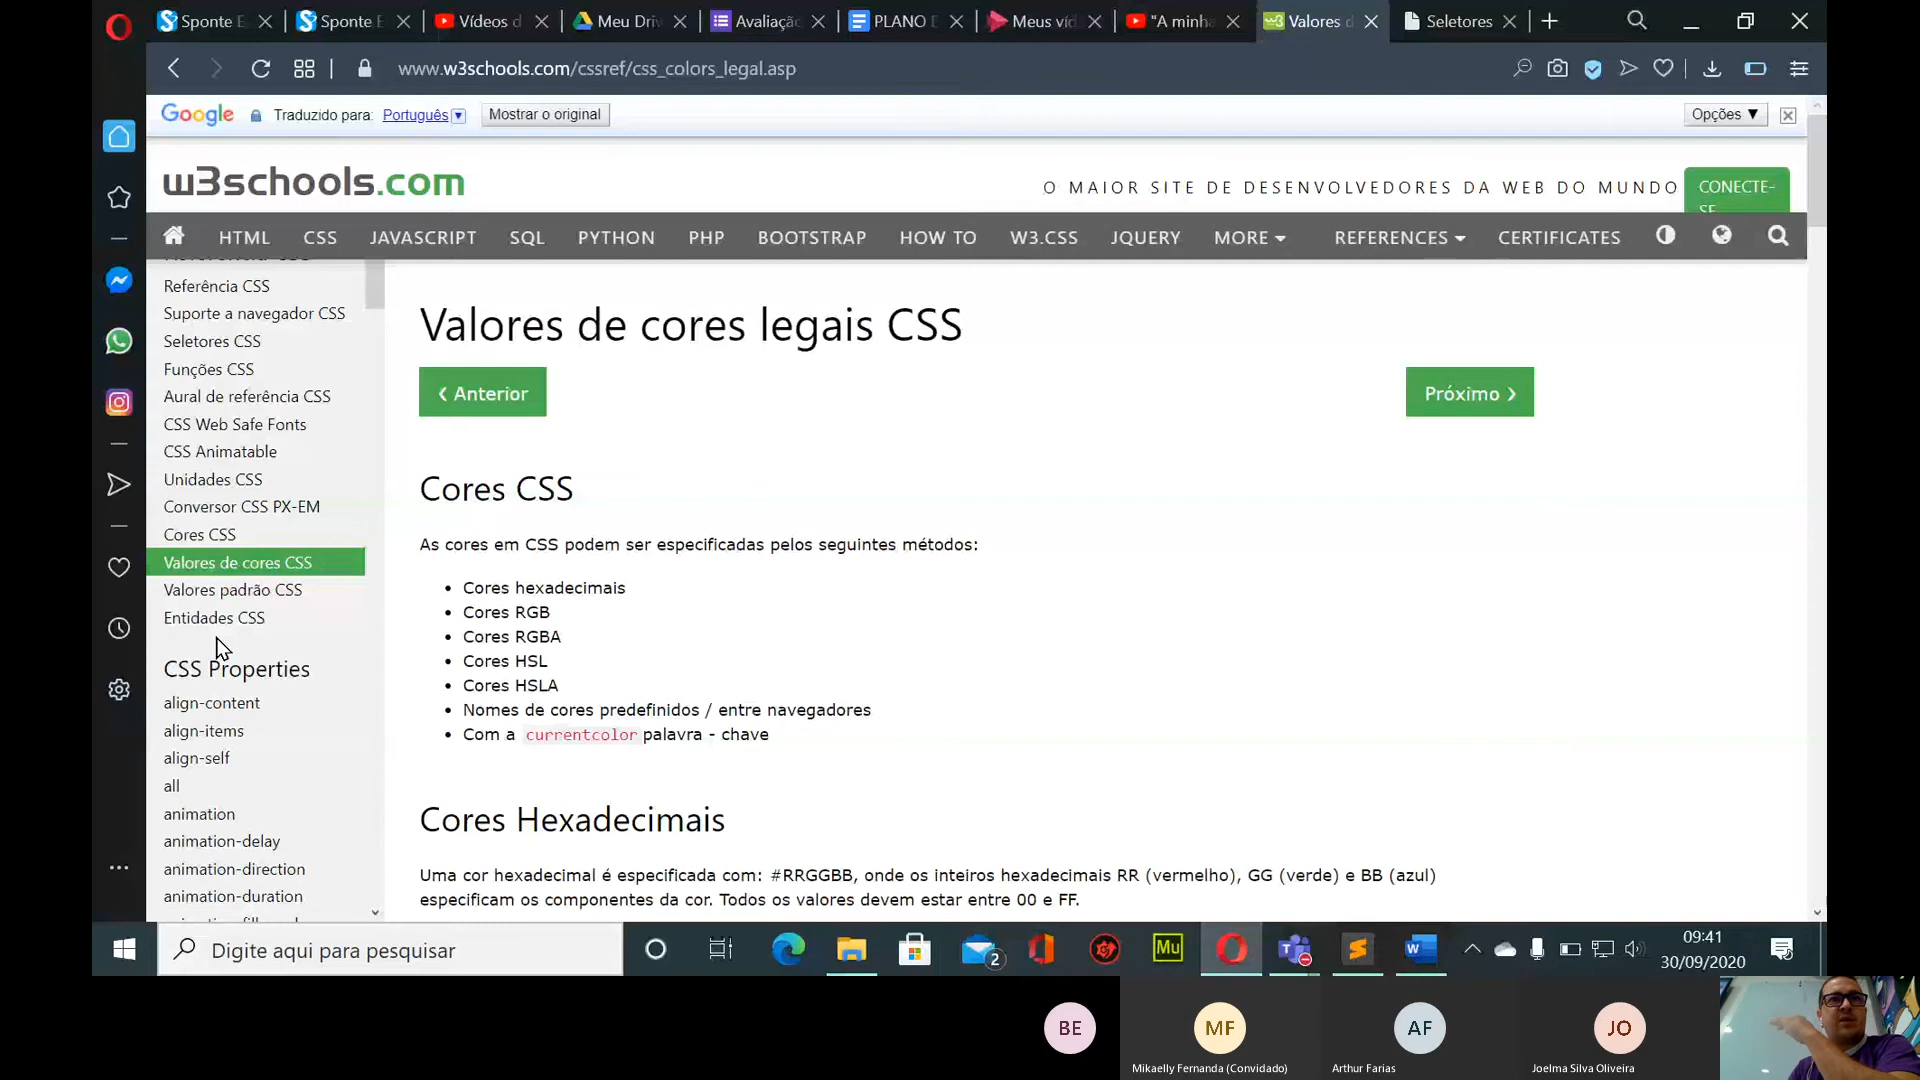 Sponte E
Sponte E
Vídeos d
Meu Driv
Avaliaçã
PLANO D
Meus víd
"A minha
Valores d
Seletores
www.w3schools.com/cssref/css_colors_legal.asp
Google
Traduzido para: Português
Mostrar o original
Opções ▼
w3schools.com
O MAIOR SITE DE DESENVOLVEDORES DA WEB DO MUNDO
CONECTE-
SE
HTML CSS JAVASCRIPT SQL PYTHON PHP BOOTSTRAP HOW TO W3.CSS JQUERY MORE REFERENCES CERTIFICATES
Referência CSS
Suporte a navegador CSS
Seletores CSS
Funções CSS
Aural de referência CSS
CSS Web Safe Fonts
CSS Animatable
Unidades CSS
Conversor CSS PX-EM
Cores CSS
Valores de cores CSS
Valores padrão CSS
Entidades CSS
CSS Properties
align-content
align-items
align-self
all
animation
animation-delay
animation-direction
animation-duration
Valores de cores legais CSS
❮ Anterior
Próximo ❯
Cores CSS
As cores em CSS podem ser especificadas pelos seguintes métodos:
• Cores hexadecimais
• Cores RGB
• Cores RGBA
• Cores HSL
• Cores HSLA
• Nomes de cores predefinidos / entre navegadores
• Com a currentcolor palavra - chave
Cores Hexadecimais
Uma cor hexadecimal é especificada com: #RRGGBB, onde os inteiros hexadecimais RR (vermelho), GG (verde) e BB (azul)
especificam os componentes da cor. Todos os valores devem estar entre 00 e FF.
Digite aqui para pesquisar
2
Mu
09:41
30/09/2020
BE
MF
AF
JO
Mikaelly Fernanda (Convidado)
Arthur Farias
Joelma Silva Oliveira